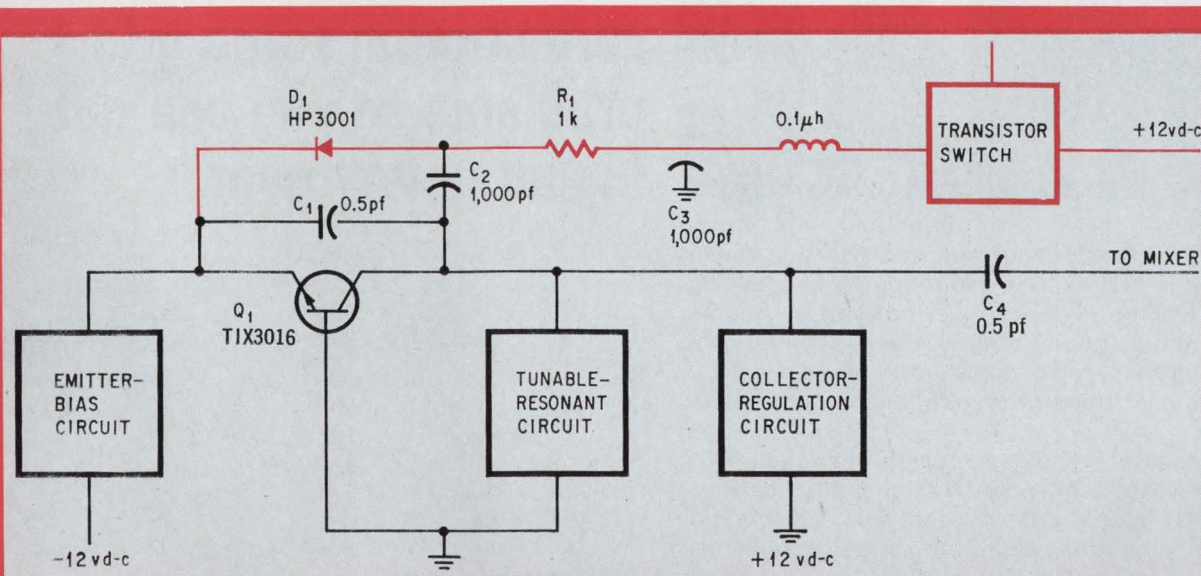 D1
HP3001
R1
1k
0.1μh
TRANSISTOR
SWITCH
+12vd-c
C2
1,000pf
C1
0.5pf
C3
1,000pf
TO MIXER
C4
0.5 pf
Q1
TIX3016
EMITTER-
BIAS
CIRCUIT
TUNABLE-
RESONANT
CIRCUIT
COLLECTOR-
REGULATION
CIRCUIT
-12 vd-c
+12 vd-c